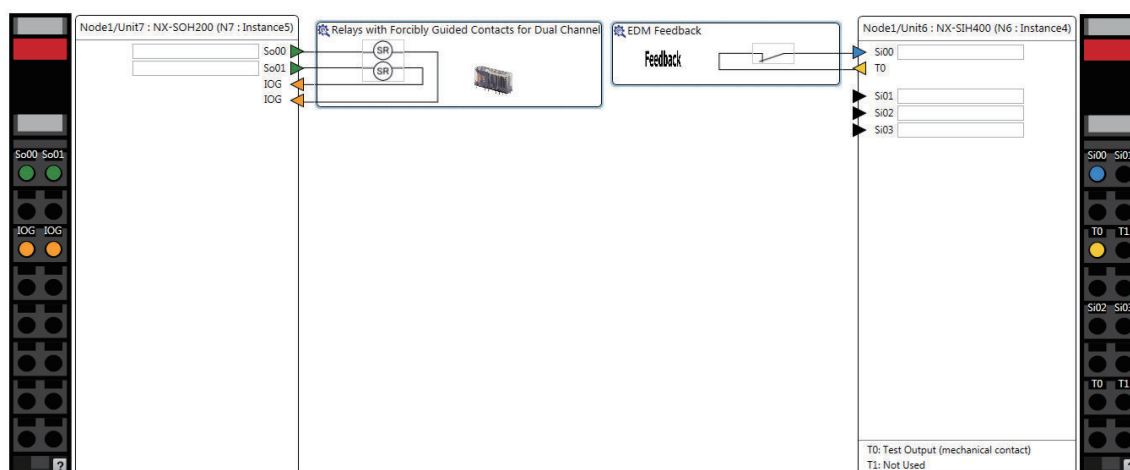 Node1/Unit7 : NX-SOH200 (N7 : Instance5)
So00
So01
IOG
IOG
Relays with Forcibly Guided Contacts for Dual Channel
SR
SR
EDM Feedback
Feedback
Node1/Unit6 : NX-SIH400 (N6 : Instance4)
Si00
T0
Si01
Si02
Si03
T0: Test Output (mechanical contact)
T1: Not Used
So00 So01
IOG IOG
?
Si00 Si01
T0 T1
Si02 Si03
T0 T1
?